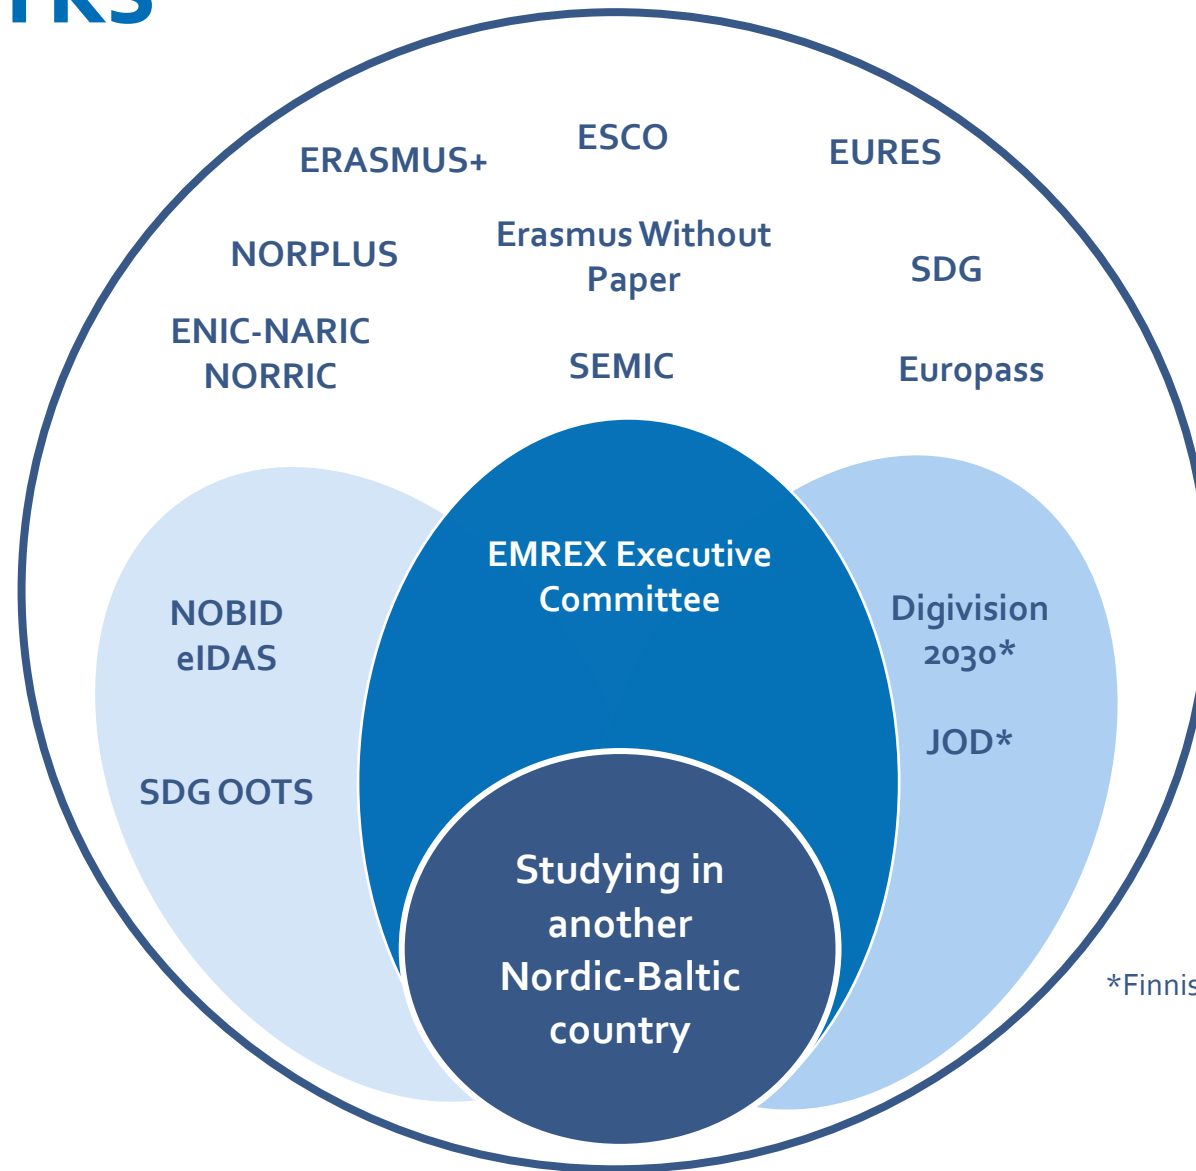 ERASMUS+
ESCO
EURES
NORPLUS
Erasmus Without
Paper
SDG
ENIC-NARIC
NORRIC
SEMIC
Europass
EMREX Executive
Committee
NOBID
eIDAS
SDG OOTS
Digivision
2030*
JOD*
Studying in
another
Nordic-Baltic
country
*Finnis